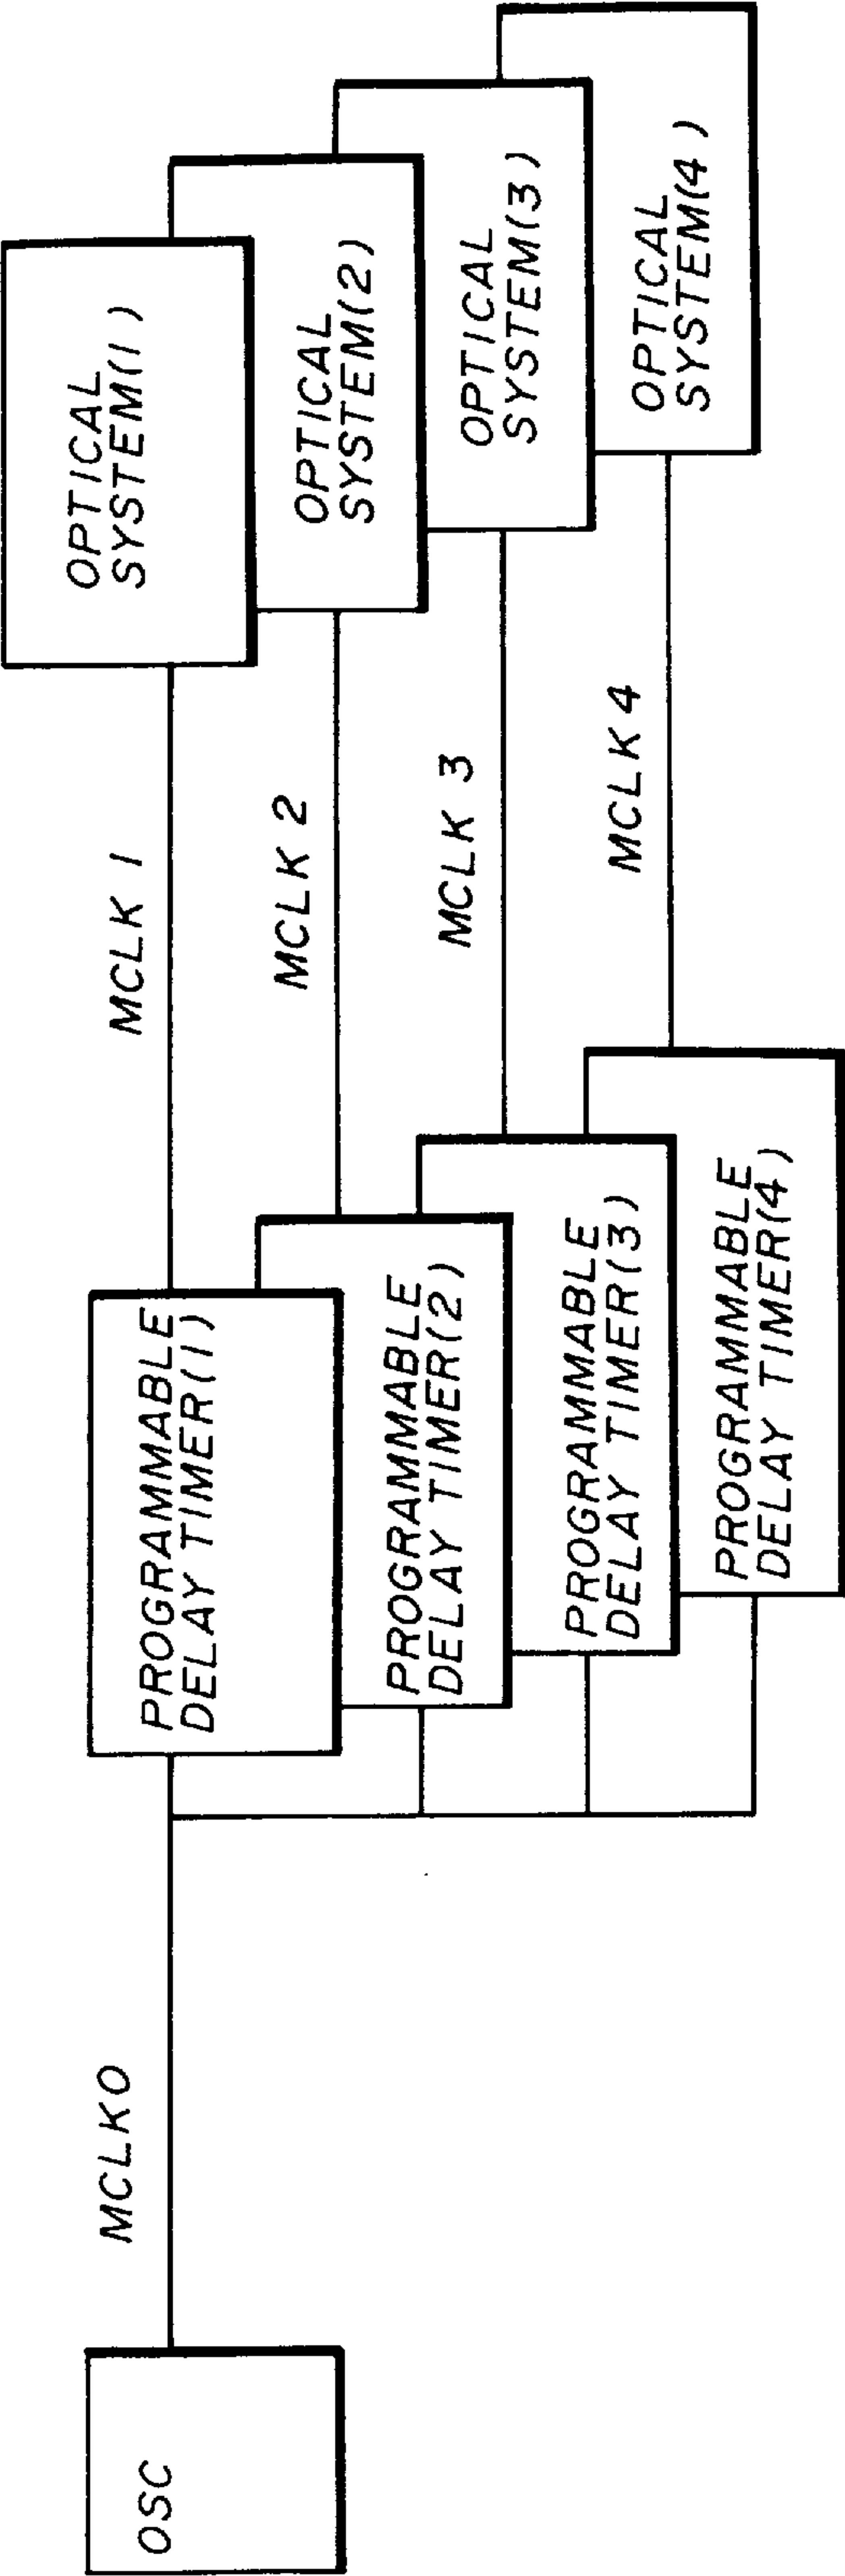 OSC
MCLK0
PROGRAMMABLE
DELAY TIMER(1)
PROGRAMMABLE
DELAY TIMER(2)
PROGRAMMABLE
DELAY TIMER(3)
PROGRAMMABLE
DELAY TIMER(4)
MCLK 1
MCLK 2
MCLK 3
MCLK 4
OPTICAL
SYSTEM(1)
OPTICAL
SYSTEM(2)
OPTICAL
SYSTEM(3)
OPTICAL
SYSTEM(4)